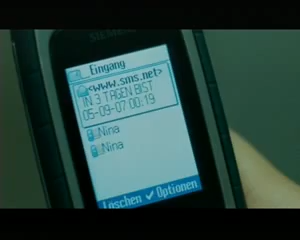 SIEMENS
Eingang
<www.sms.net>
IN 3 TAGEN BIST
05-09-07 00:19
Nina
Nina
Löschen Optionen